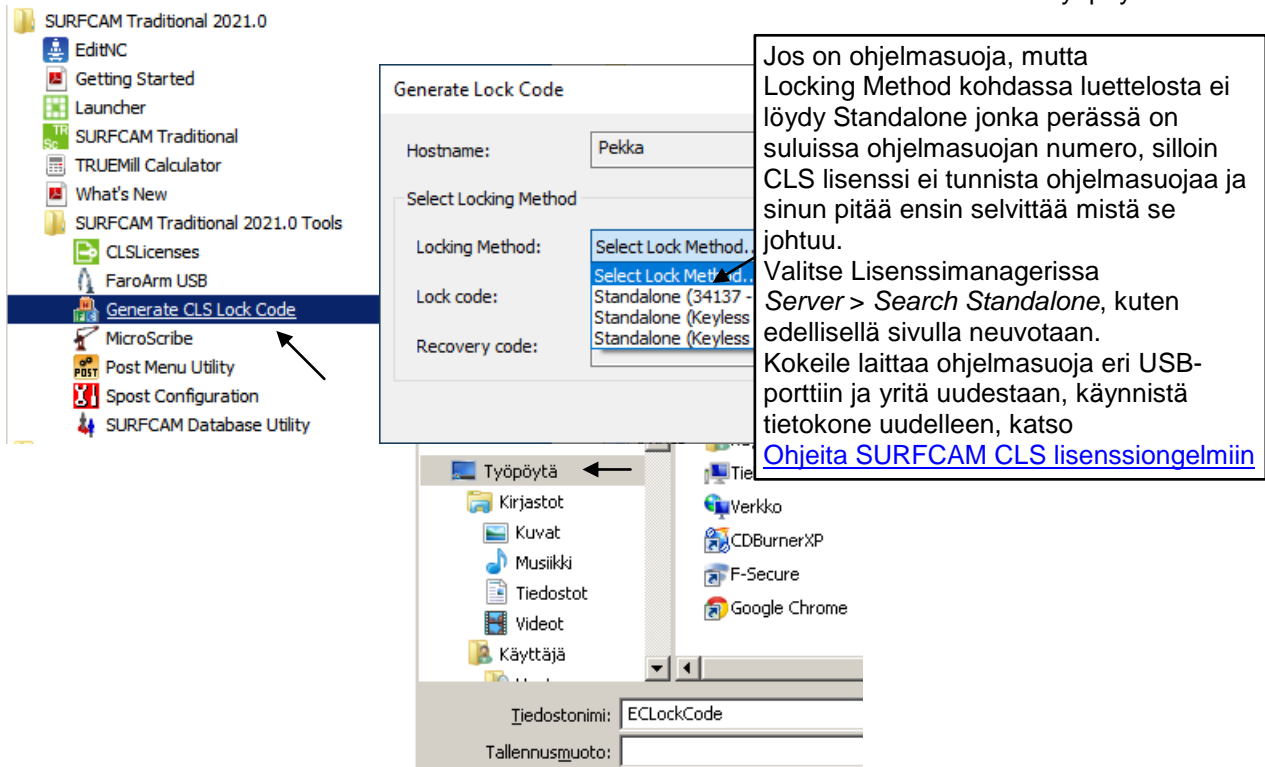 SURFCAM Traditional 2021.0
EditNC
Getting Started
Launcher
SURFCAM Traditional
TRUEMill Calculator
What's New
SURFCAM Traditional 2021.0 Tools
CLSLicenses
FaroArm USB
Generate CLS Lock Code
MicroScribe
Post Menu Utility
Spost Configuration
SURFCAM Database Utility
Generate Lock Code
Hostname:
Pekka
Select Locking Method
Locking Method:
Select Lock Method..
Select Lock Method..
Standalone (34137 -
Standalone (Keyless
Standalone (Keyless
Lock code:
Recovery code:
Jos on ohjelmasuoja, mutta
Locking Method kohdassa luettelosta ei
löydy Standalone jonka perässä on
suluissa ohjelmasuojan numero, silloin
CLS lisenssi ei tunnista ohjelmasuojaa ja
sinun pitää ensin selvittää mistä se
johtuu.
Valitse Lisenssimanagerissa
Server > Search Standalone, kuten
edellisellä sivulla neuvotaan.
Kokeile laittaa ohjelmasuoja eri USB-
porttiin ja yritä uudestaan, käynnistä
tietokone uudelleen, katso
Ohjeita SURFCAM CLS lisenssiongelmiin
Työpöytä
Kirjastot
Kuvat
Musiikki
Tiedostot
Videot
Käyttäjä
Tie
Verkko
CDBurnerXP
F-Secure
Google Chrome
Tiedostonimi:
ECLockCode
Tallennusmuoto: